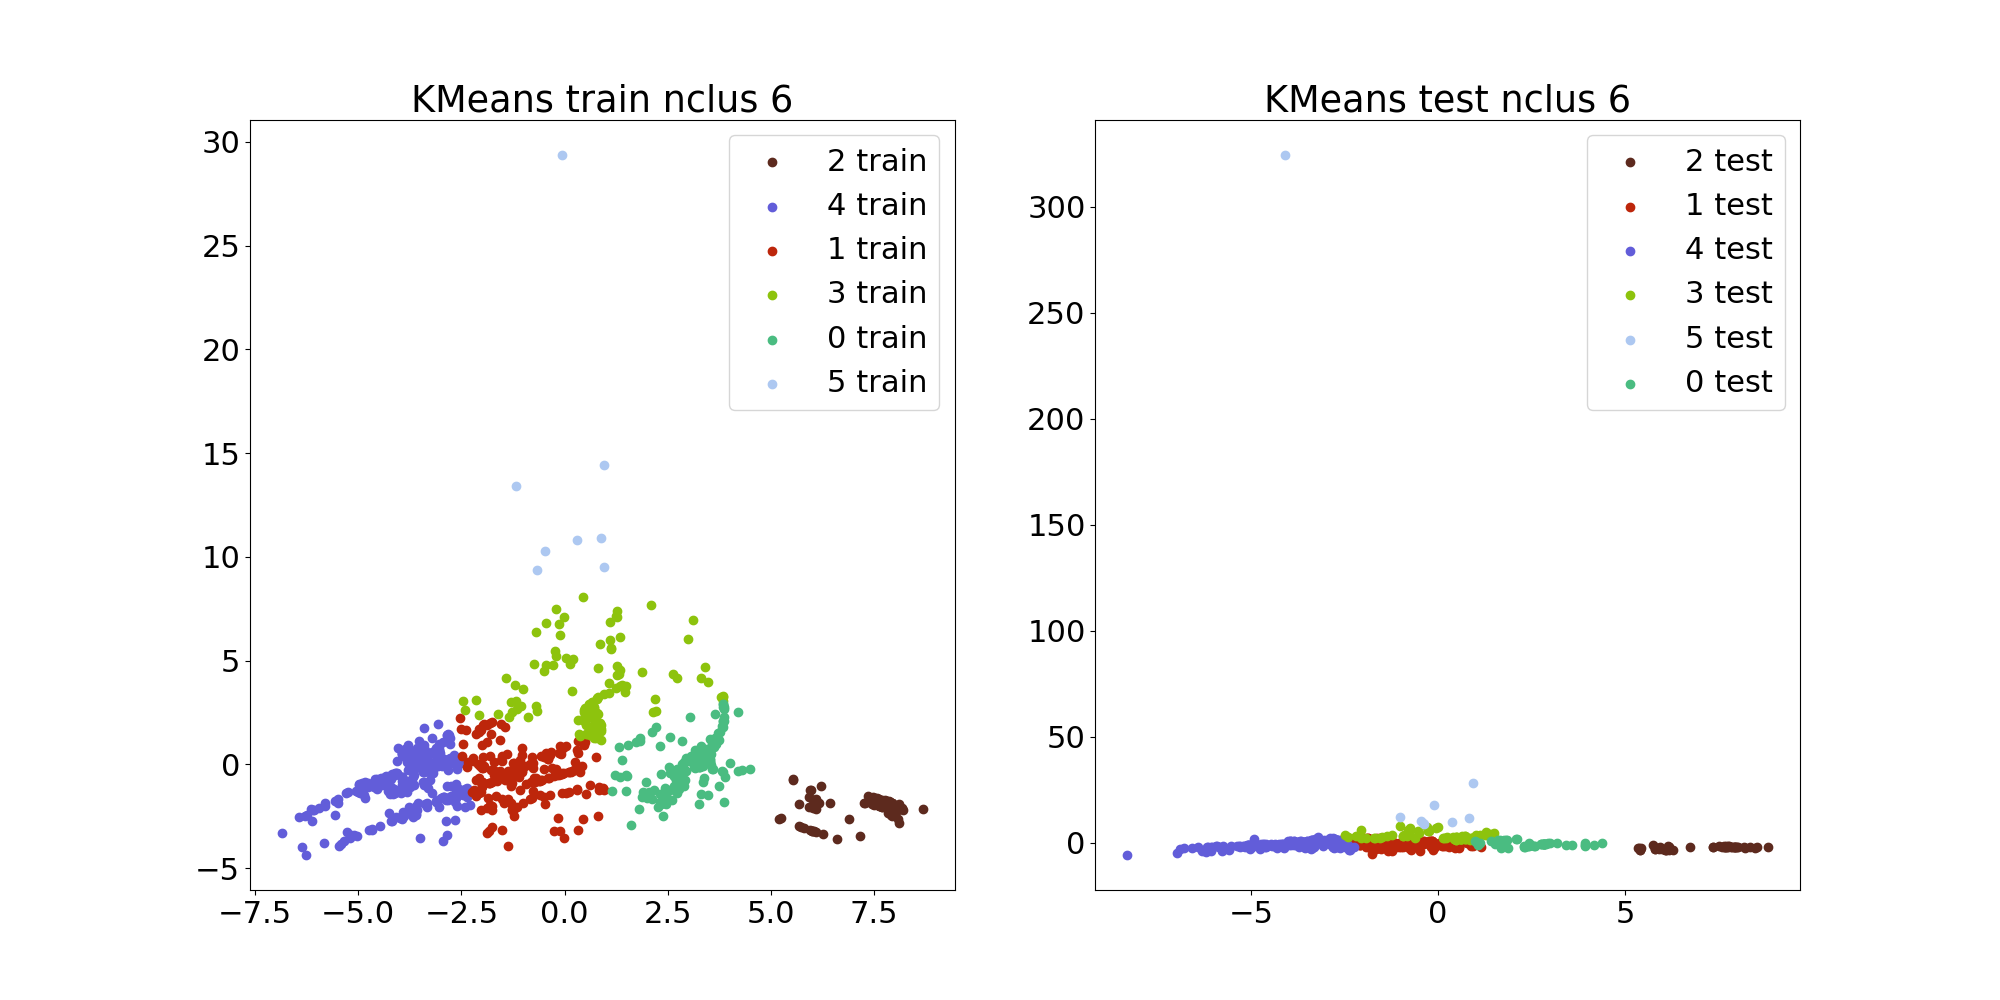 KMeans train nclus 6
30
25
20
15
10
5
0
−5
−7.5 −5.0 −2.5 0.0 2.5 5.0 7.5
2 train
4 train
1 train
3 train
0 train
5 train
KMeans test nclus 6
300
250
200
150
100
50
0
−5 0 5
2 test
1 test
4 test
3 test
5 test
0 test